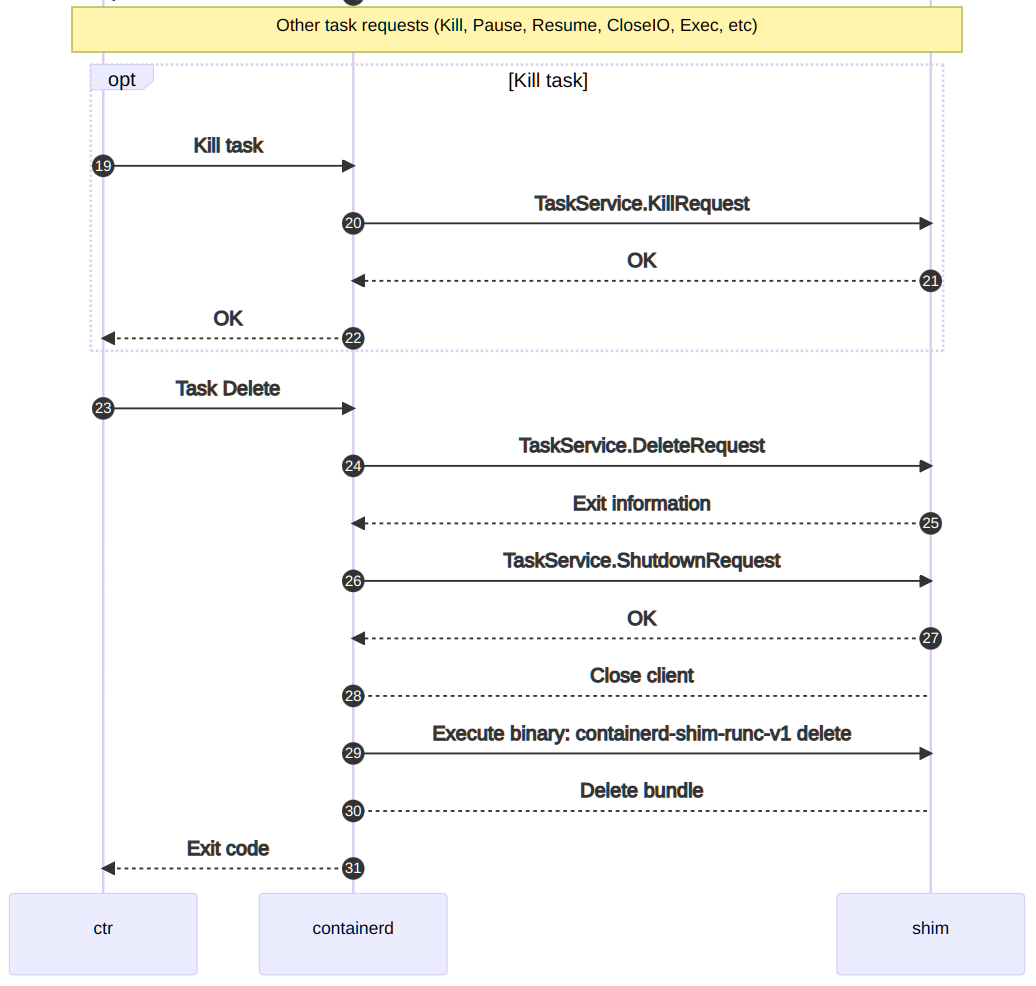 Other task requests (Kill, Pause, Resume, CloseIO, Exec, etc)
opt
[Kill task]
Kill task
19
TaskService.KillRequest
20
OK
21
OK
22
Task Delete
23
TaskService.DeleteRequest
24
Exit information
25
TaskService.ShutdownRequest
26
OK
27
Close client
28
Execute binary: containerd-shim-runc-v1 delete
29
Delete bundle
30
Exit code
31
ctr
containerd
shim